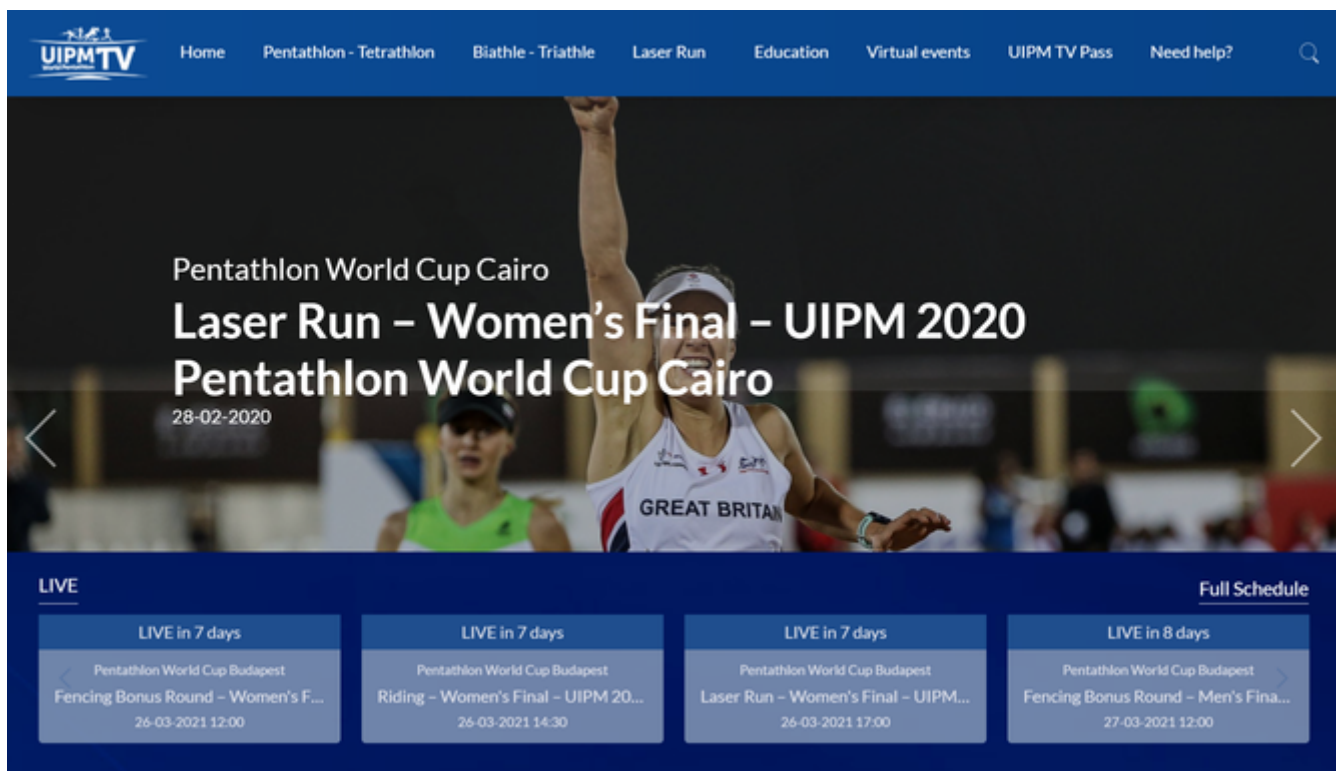 UIPMTV
World Pentathlon
Home Pentathlon - Tetrathlon Biathle - Triathle Laser Run Education Virtual events UIPM TV Pass Need help?
Pentathlon World Cup Cairo
Laser Run – Women’s Final – UIPM 2020
Pentathlon World Cup Cairo
28-02-2020
GREAT BRITAIN
LIVE
Full Schedule
LIVE in 7 days
Pentathlon World Cup Budapest
Fencing Bonus Round – Women's F....
26-03-2021 12:00
LIVE in 7 days
Pentathlon World Cup Budapest
Riding – Women's Final – UIPM 20...
26-03-2021 14:30
LIVE in 7 days
Pentathlon World Cup Budapest
Laser Run – Women's Final – UIPM...
26-03-2021 17:00
LIVE in 8 days
Pentathlon World Cup Budapest
Fencing Bonus Round – Men's Fina...
27-03-2021 12:00